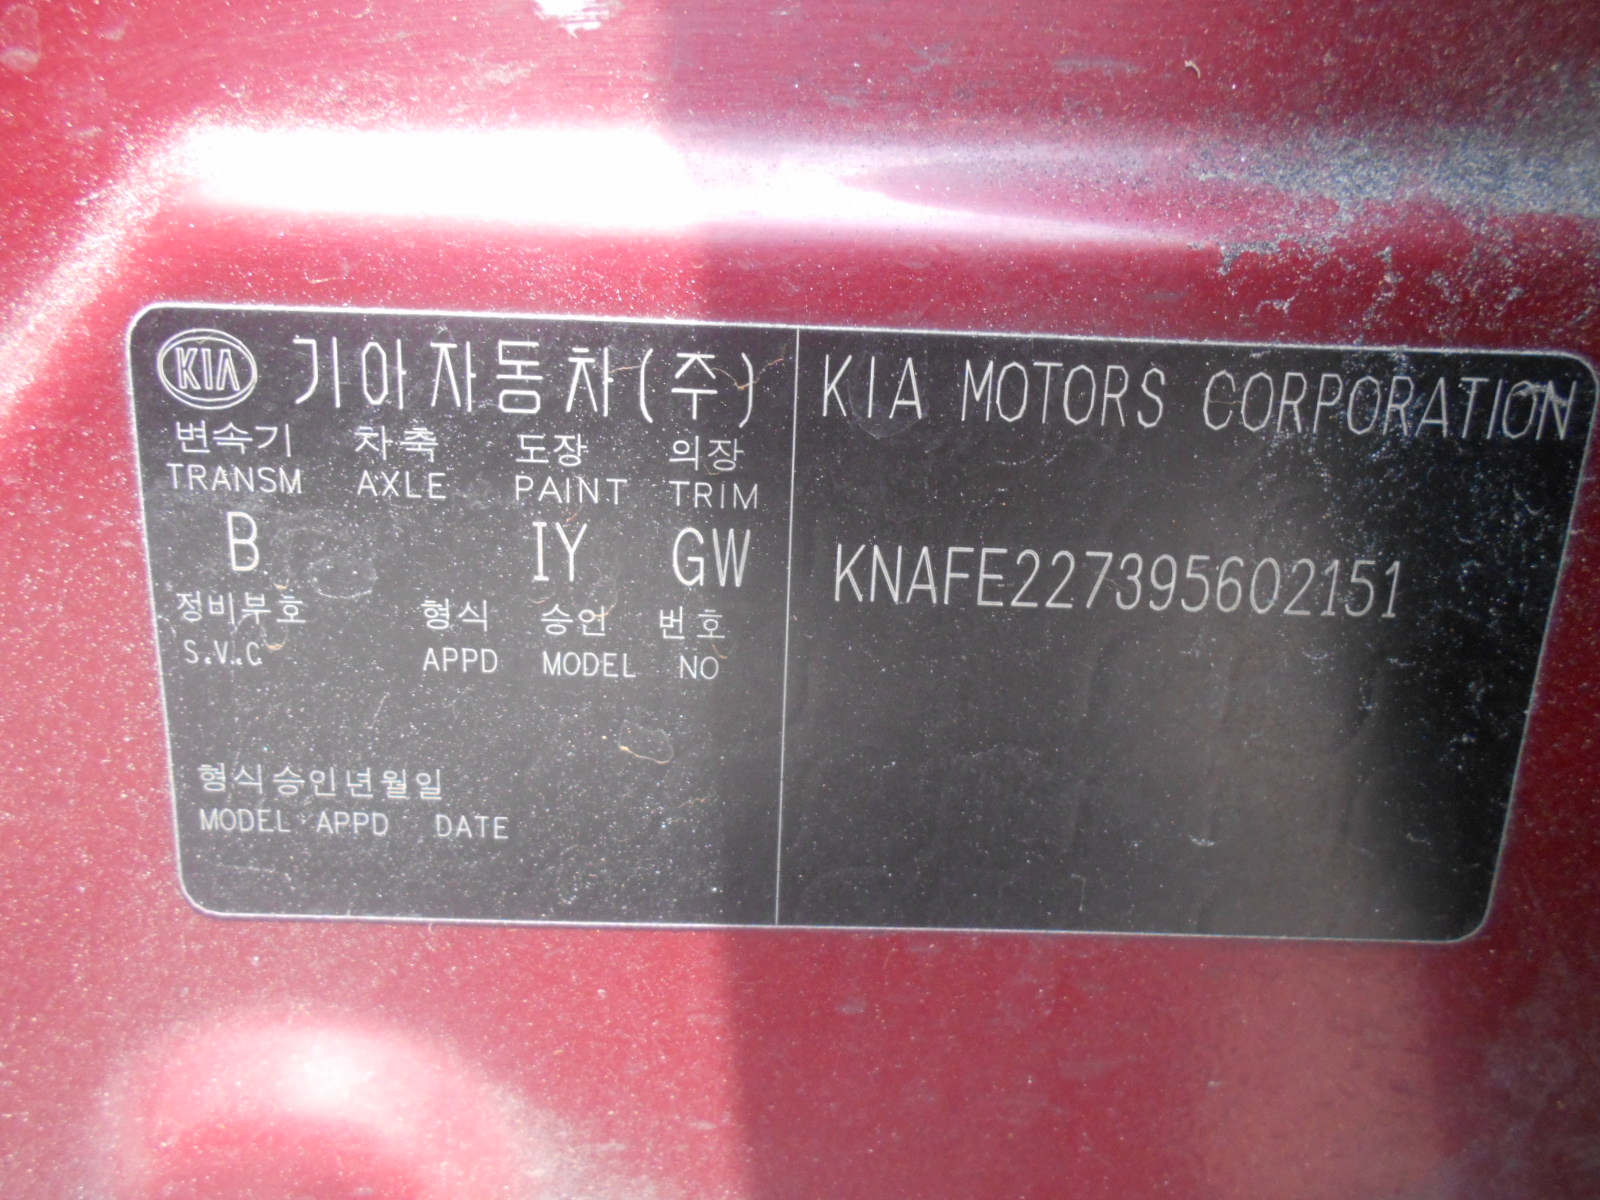 KIA 기아자동차(주) KIA MOTORS CORPORATION
변속기 차축 도장 의장
TRANSM AXLE PAINT TRIM
B IY GW
KNAFE227395602151
정비부호 형식 승인 번호
S.V.C. APPD MODEL NO
형식승인년월일
MODEL APPD DATE